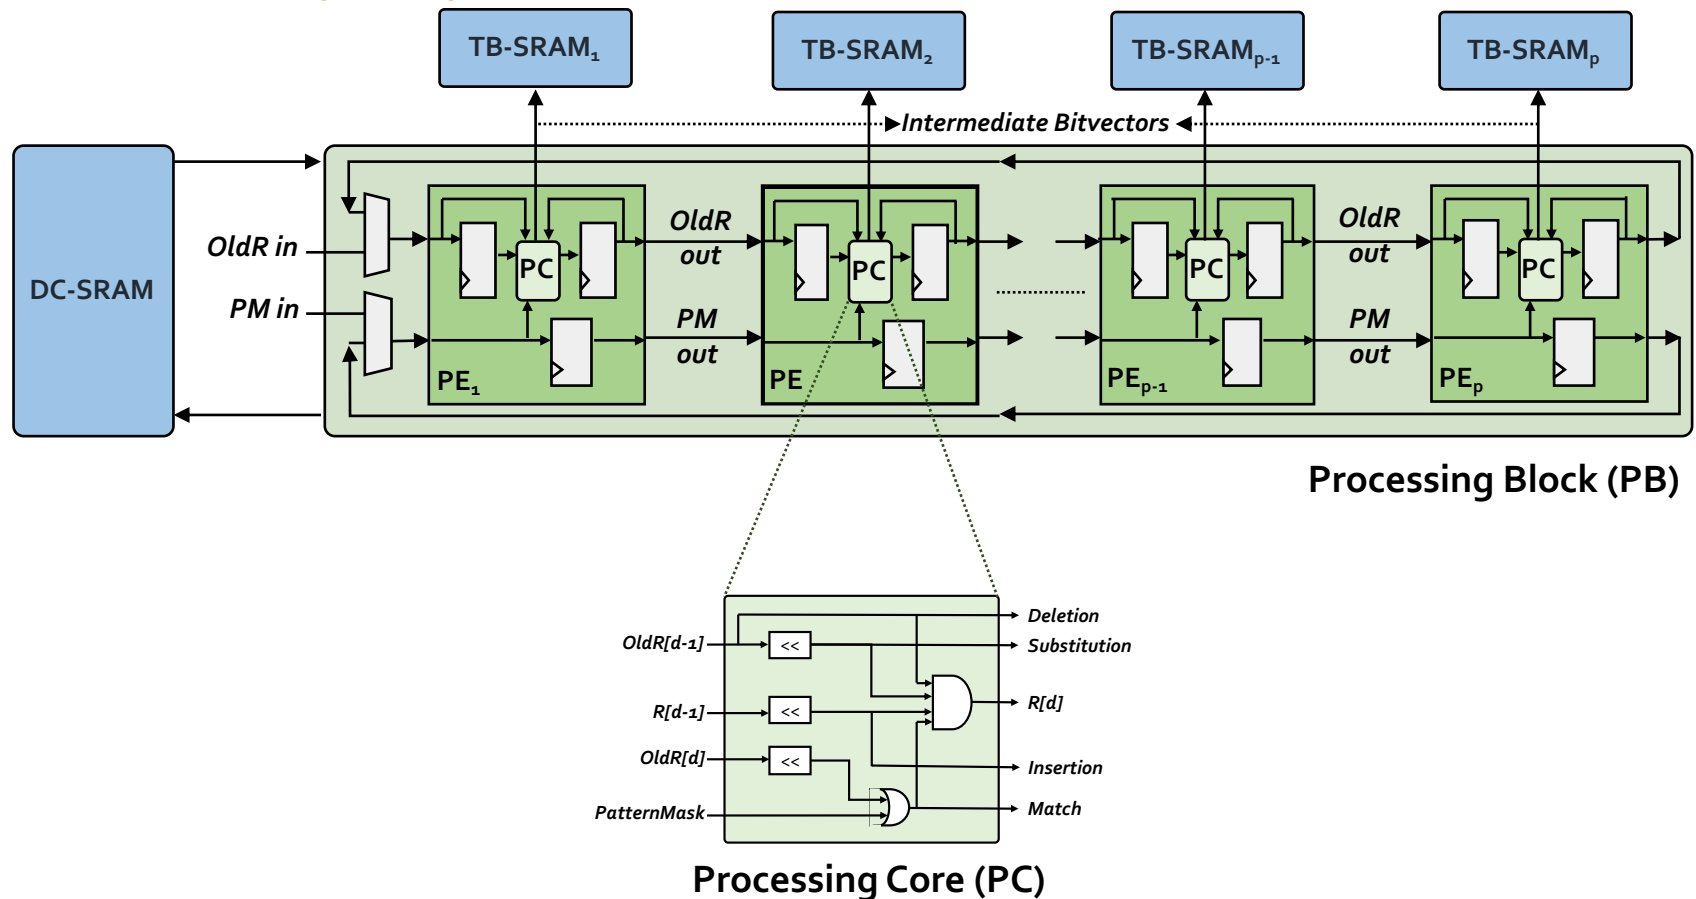 TB-SRAM₁
TB-SRAM₂
TB-SRAMₚ₋₁
TB-SRAMₚ
Intermediate Bitvectors
DC-SRAM
OldR in
PM in
PC
PE₁
OldR
out
PM
out
PC
PE
PC
PEₚ₋₁
OldR
out
PM
out
PC
PEₚ
Processing Block (PB)
OldR[d-1]
<<
R[d-1]
<<
OldR[d]
<<
PatternMask
Deletion
Substitution
R[d]
Insertion
Match
Processing Core (PC)